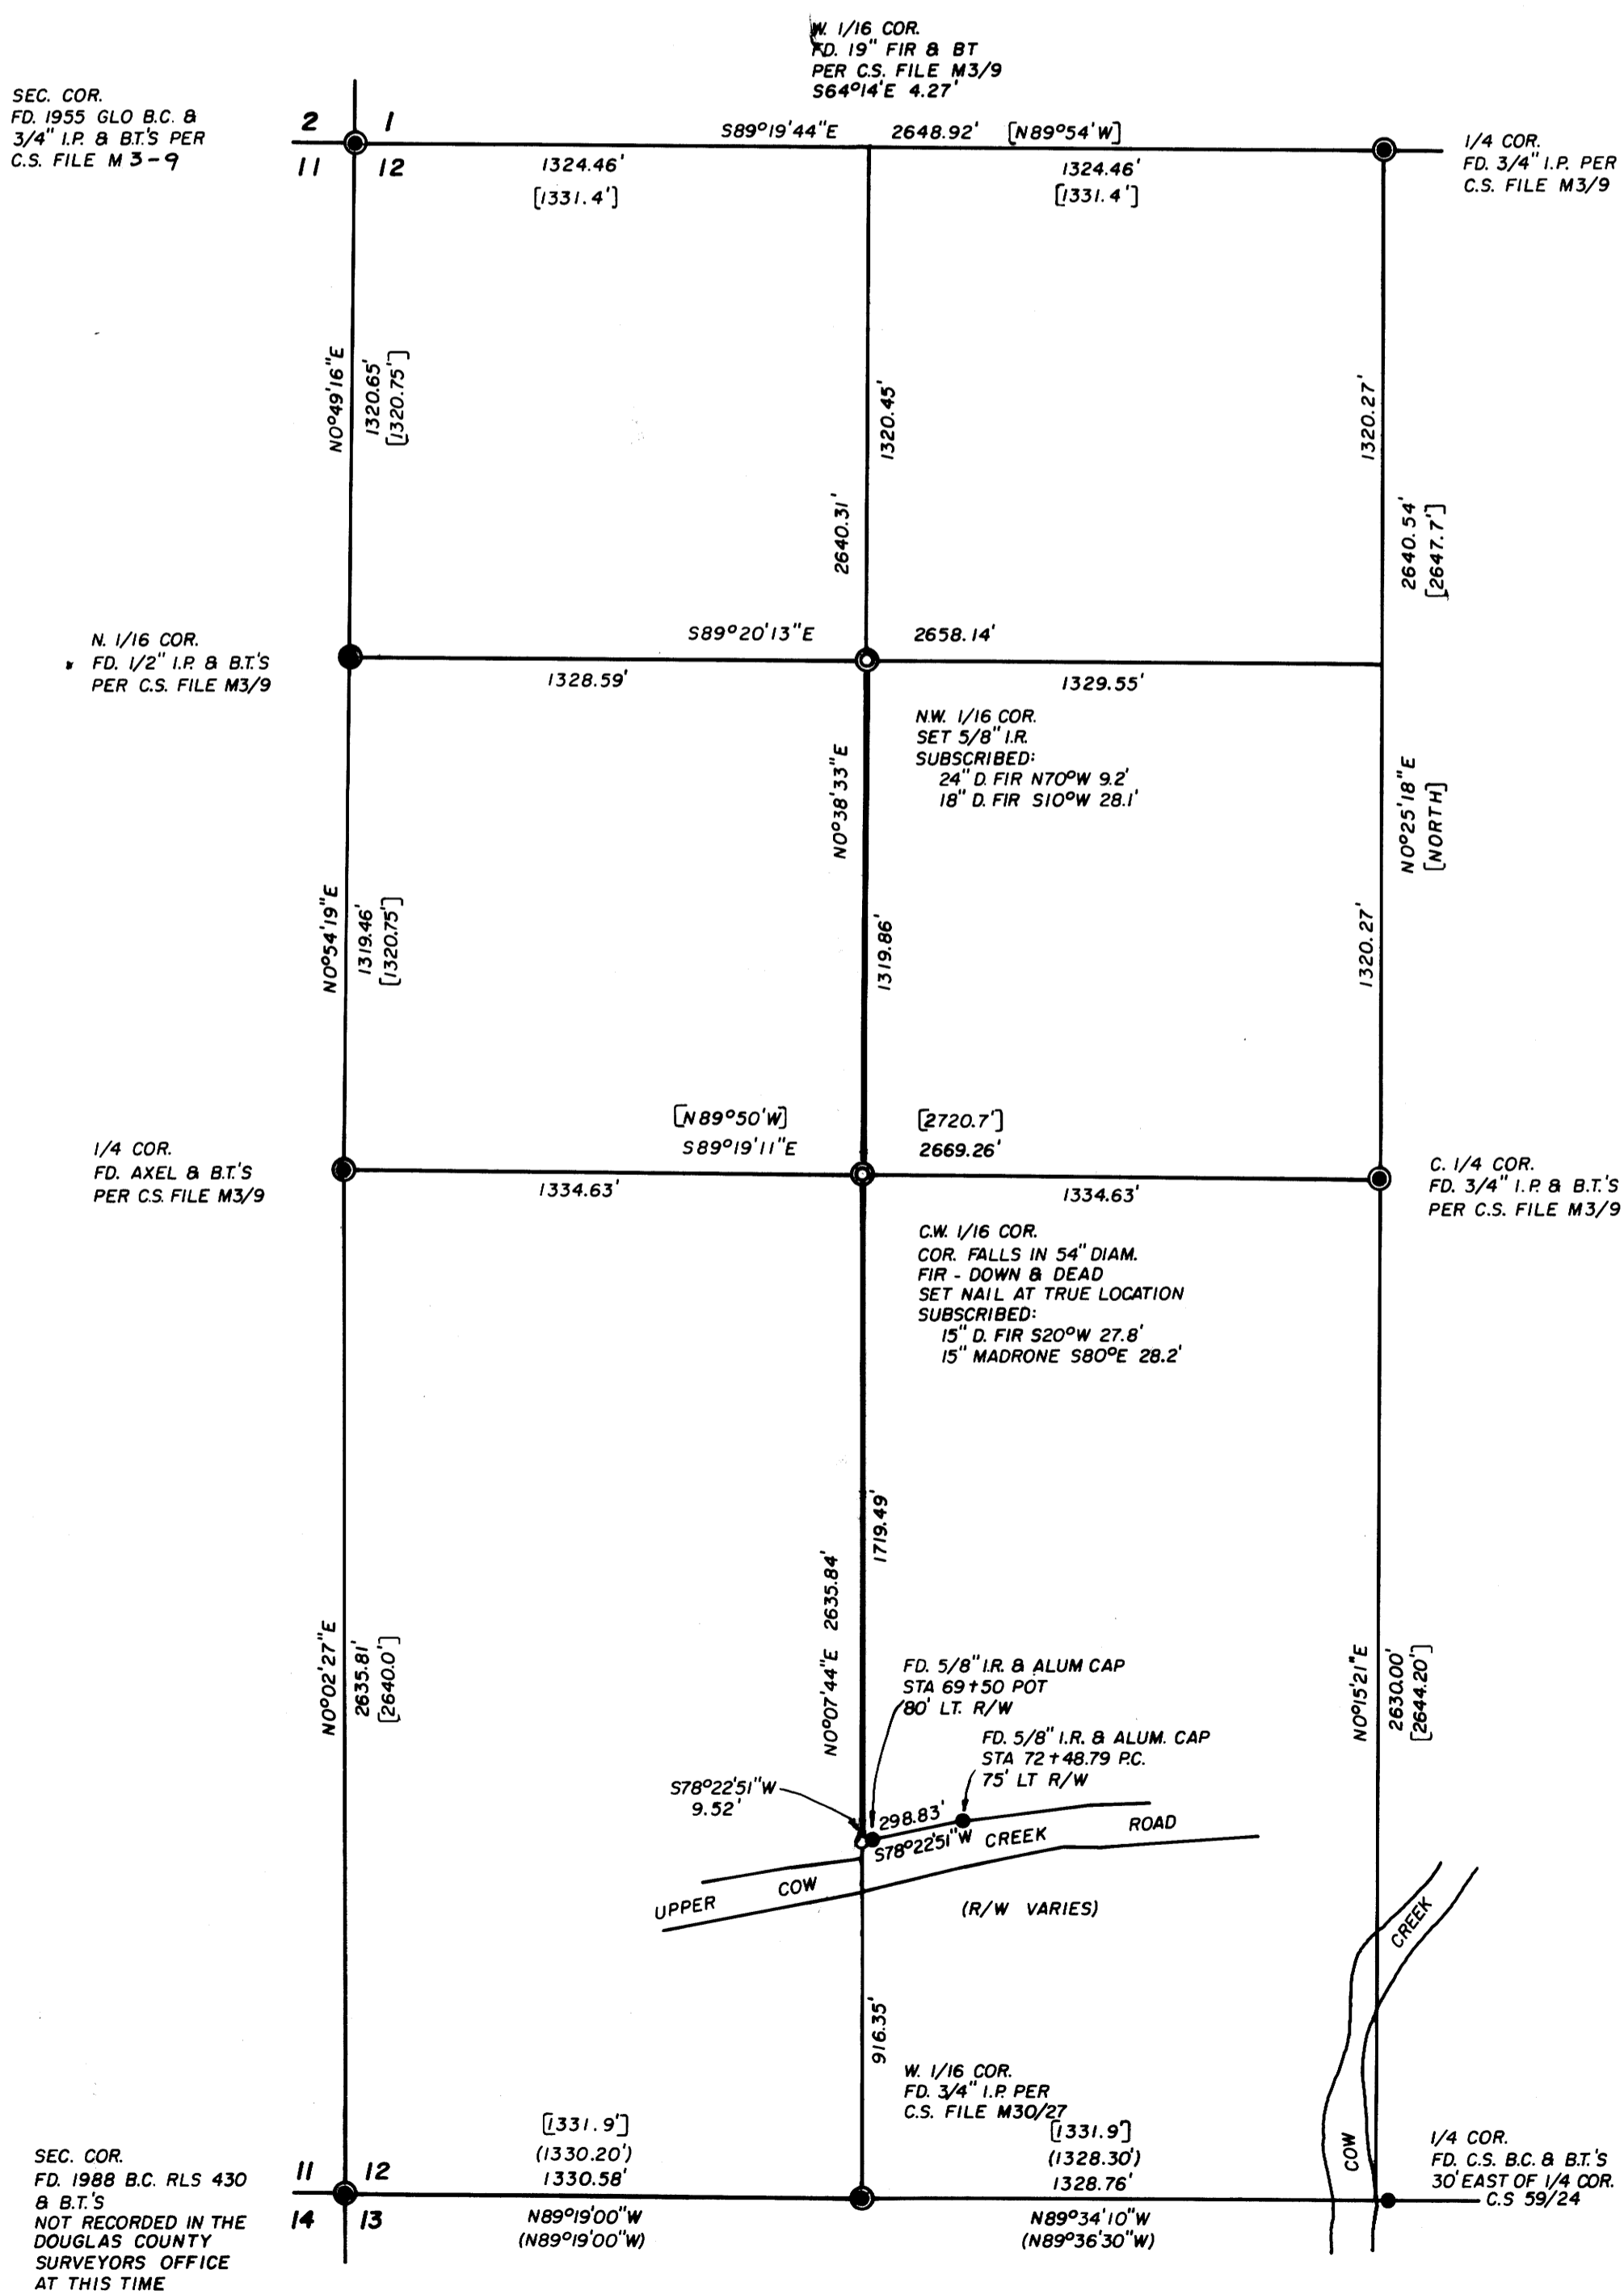 W. 1/16 COR.
FD. 19" FIR & BT
PER C.S. FILE M3/9
S64°14'E 4.27'
SEC. COR.
FD. 1955 GLO B.C. &
3/4" I.P. & B.T.'S PER
C.S. FILE M 3-9
2 1
11 12
S89°19'44"E 2648.92' [N89°54'W]
1324.46'
[1331.4']
1324.46'
[1331.4']
1/4 COR.
FD. 3/4" I.P. PER
C.S. FILE M3/9
N0°49'16"E
1320.65'
[1320.75']
2640.31'
1320.45'
1320.27'
2640.54'
[2647.7']
N. 1/16 COR.
FD. 1/2" I.P. & B.T.'S
PER C.S. FILE M3/9
S89°20'13"E 2658.14'
1328.59'
1329.55'
N.W. 1/16 COR.
SET 5/8" I.R.
SUBSCRIBED:
24" D. FIR N70°W 9.2'
18" D. FIR S10°W 28.1'
N0°54'19"E
1319.46'
[1320.75']
N0°38'33"E
1319.86'
1320.27'
N0°25'18"E
[NORTH]
[N89°50'W] [2720.7']
S89°19'11"E 2669.26'
1/4 COR.
FD. AXEL & B.T.'S
PER C.S. FILE M3/9
1334.63'
1334.63'
C. 1/4 COR.
FD. 3/4" I.P. & B.T.'S
PER C.S. FILE M3/9
C.W. 1/16 COR.
COR. FALLS IN 54" DIAM.
FIR - DOWN & DEAD
SET NAIL AT TRUE LOCATION
SUBSCRIBED:
15" D. FIR S20°W 27.8'
15" MADRONE S80°E 28.2'
N0°02'27"E
2635.81'
[2640.0']
N0°07'44"E 2635.84'
1719.49'
N0°15'21"E
2630.00'
[2644.20']
FD. 5/8" I.R. & ALUM CAP
STA 69+50 POT
80' LT. R/W
FD. 5/8" I.R. & ALUM. CAP
STA 72+48.79 P.C.
75' LT R/W
S78°22'51"W
9.52'
298.83'
S78°22'51"W
UPPER COW CREEK ROAD
(R/W VARIES)
CREEK
COW
916.35'
W. 1/16 COR.
FD. 3/4" I.P. PER
C.S. FILE M30/27
[1331.9']
(1330.20')
1330.58'
N89°19'00"W
(N89°19'00"W)
[1331.9']
(1328.30')
1328.76'
N89°34'10"W
(N89°36'30"W)
SEC. COR.
FD. 1988 B.C. RLS 430
& B.T.'S
NOT RECORDED IN THE
DOUGLAS COUNTY
SURVEYORS OFFICE
AT THIS TIME
11 12
14 13
1/4 COR.
FD. C.S. B.C. & B.T.'S
30' EAST OF 1/4 COR.
C.S 59/24